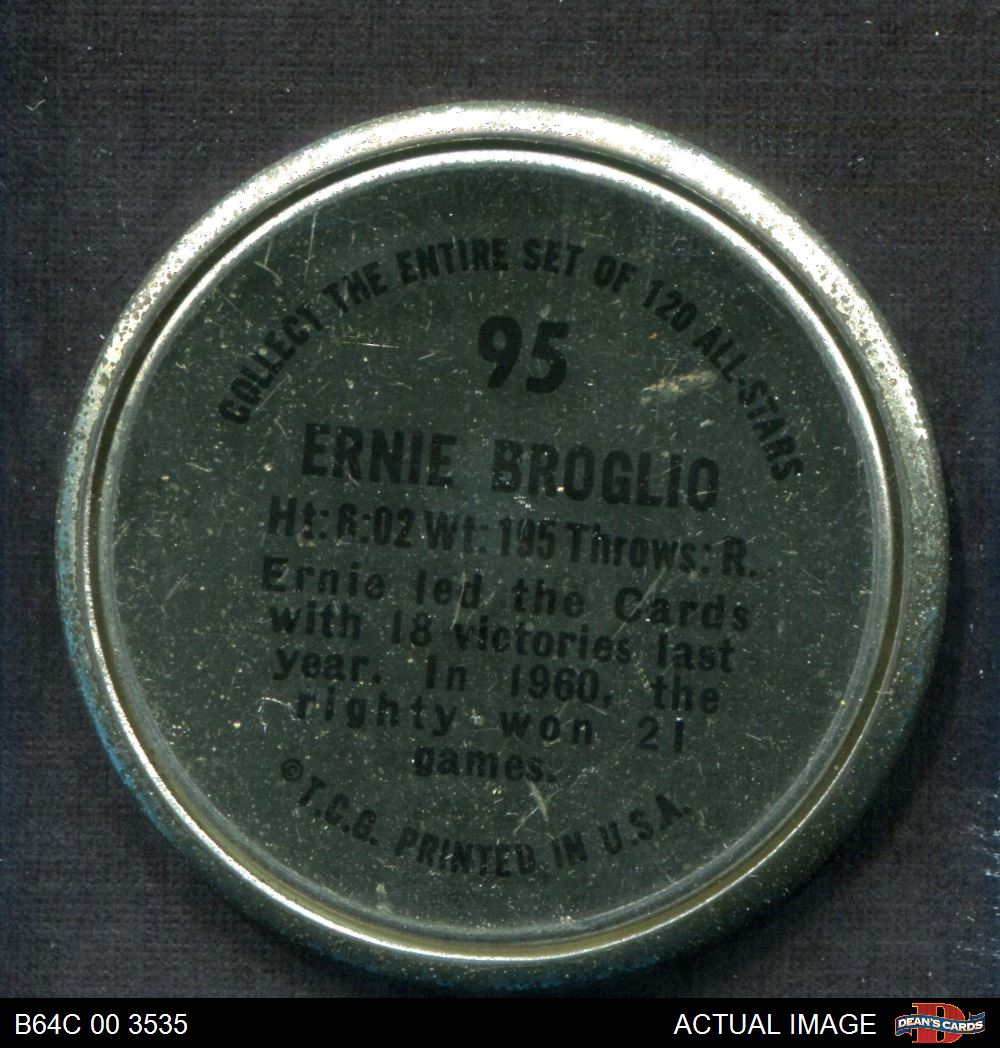 COLLECT THE ENTIRE SET OF 120 ALL-STARS
95
ERNIE BROGLIO
Ht: 6:02 Wt: 195 Throws: R.
Ernie led the Cards
with 18 victories last
year. In 1960, the
righty won 21
games.
© T.C.G. PRINTED IN U.S.A.
B64C 00 3535
ACTUAL IMAGE
DEAN'S CARDS